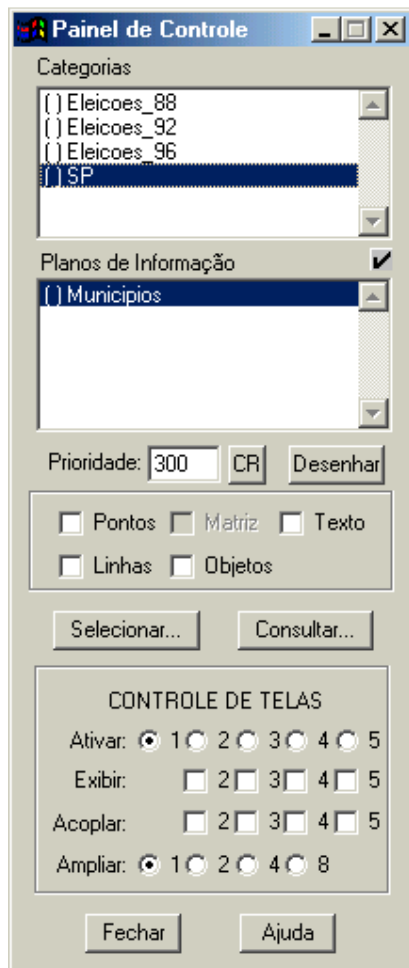 Painel de Controle
Categorias
( ) Eleicoes_88
( ) Eleicoes_92
( ) Eleicoes_96
( ) SP
Planos de Informação
( ) Municipios
Prioridade: 300 CR Desenhar
Pontos Matriz Texto
Linhas Objetos
Selecionar... Consultar...
CONTROLE DE TELAS
Ativar: 1 2 3 4 5
Exibir: 2 3 4 5
Acoplar: 2 3 4 5
Ampliar: 1 2 4 8
Fechar Ajuda